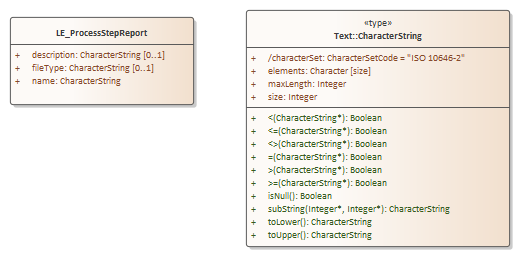 LE_ProcessStepReport
+ description: CharacterString [0..1]
+ fileType: CharacterString [0..1]
+ name: CharacterString
«type»
Text::CharacterString
+ /characterSet: CharacterSetCode = "ISO 10646-2"
+ elements: Character [size]
+ maxLength: Integer
+ size: Integer
+ <(CharacterString*): Boolean
+ <=(CharacterString*): Boolean
+ <>(CharacterString*): Boolean
+ =(CharacterString*): Boolean
+ >(CharacterString*): Boolean
+ >=(CharacterString*): Boolean
+ isNull(): Boolean
+ subString(Integer*, Integer*): CharacterString
+ toLower(): CharacterString
+ toUpper(): CharacterString